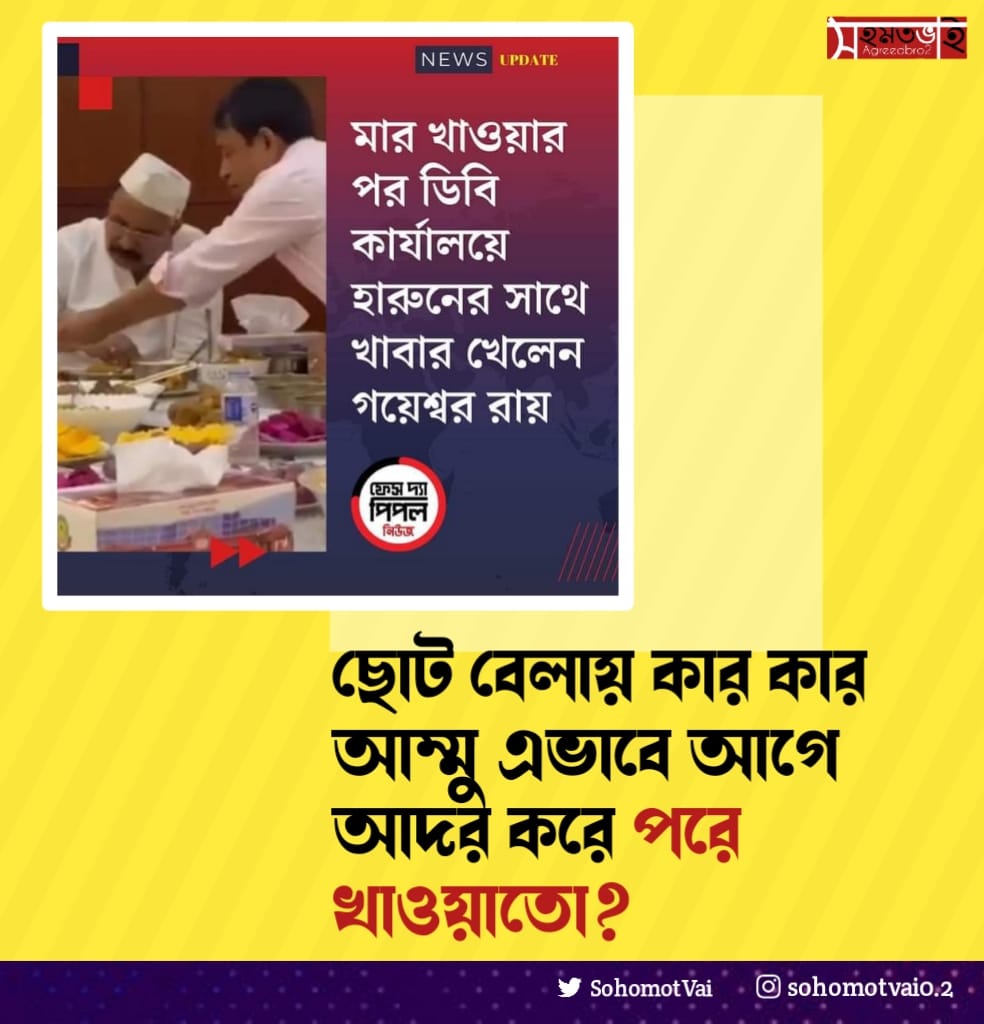 সহমতভাই
Agreeabro2
NEWS UPDATE
মার খাওয়ার
পর ডিবি
কার্যালয়ে
হারুনের সাথে
খাবার খেলেন
গয়েশ্বর রায়
ফেস দ্যা
পিপল
নিউজ
ছোট বেলায় কার কার
আম্মু এভাবে আগে
আদর করে পরে
খাওয়াতো?
SohomotVai
sohomotvai0.2